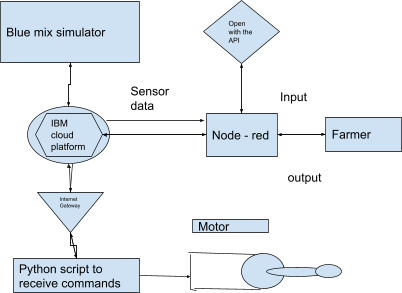 Blue mix simulator
Open
with the
API
Sensor
data
Input
IBM
cloud
platform
Node - red
Farmer
output
Internet
Gateway
Motor
Python script to
receive commands